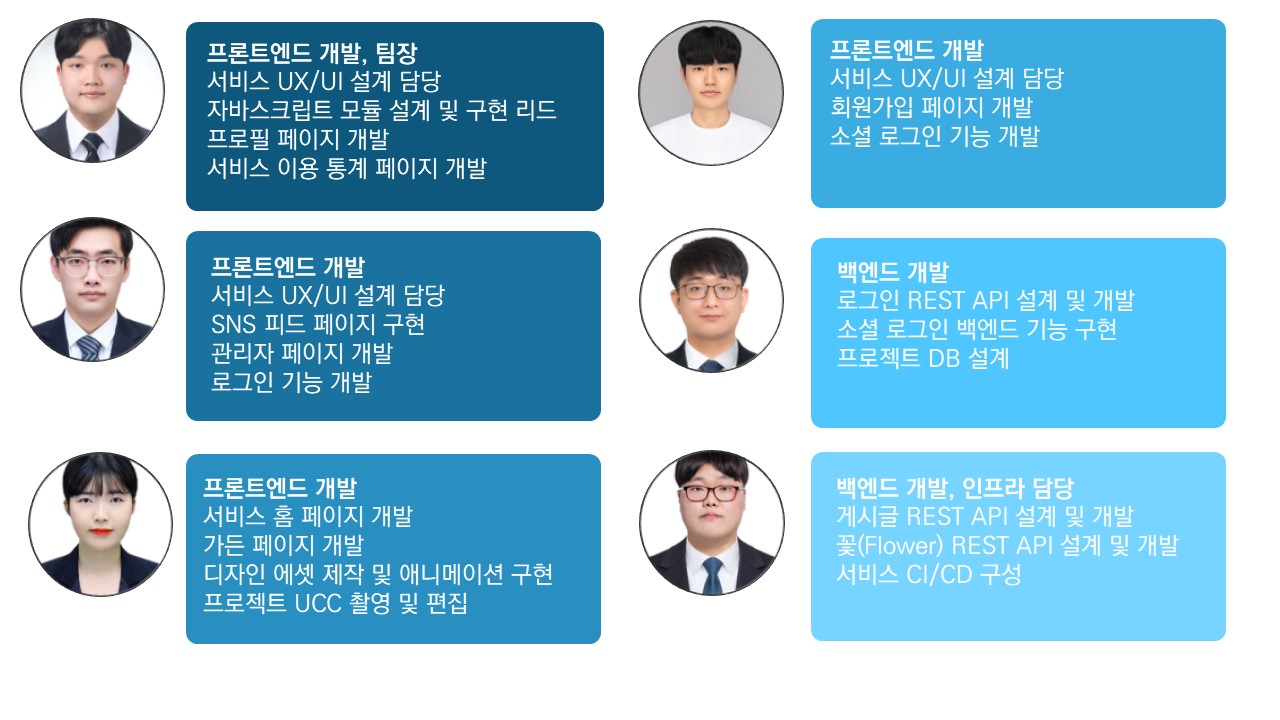 프론트엔드 개발, 팀장
서비스 UX/UI 설계 담당
자바스크립트 모듈 설계 및 구현 리드
프로필 페이지 개발
서비스 이용 통계 페이지 개발
프론트엔드 개발
서비스 UX/UI 설계 담당
회원가입 페이지 개발
소셜 로그인 기능 개발
프론트엔드 개발
서비스 UX/UI 설계 담당
SNS 피드 페이지 구현
관리자 페이지 개발
로그인 기능 개발
백엔드 개발
로그인 REST API 설계 및 개발
소셜 로그인 백엔드 기능 구현
프로젝트 DB 설계
프론트엔드 개발
서비스 홈 페이지 개발
가든 페이지 개발
디자인 에셋 제작 및 애니메이션 구현
프로젝트 UCC 촬영 및 편집
백엔드 개발, 인프라 담당
게시글 REST API 설계 및 개발
꽃(Flower) REST API 설계 및 개발
서비스 CI/CD 구성